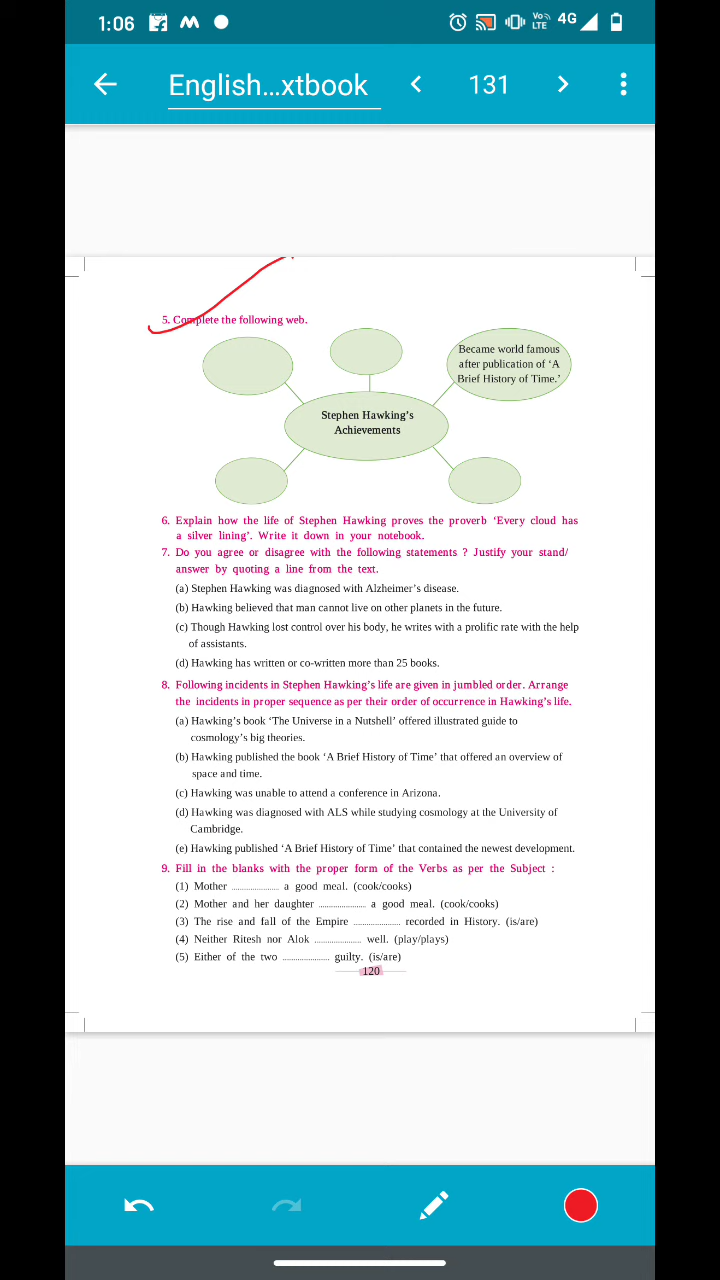 1:06
Vo LTE 4G
English...xtbook 131
5. Complete the following web.
Became world famous
after publication of ‘A
Brief History of Time.’
Stephen Hawking’s
Achievements
6. Explain how the life of Stephen Hawking proves the proverb ‘Every cloud has
a silver lining’. Write it down in your notebook.
7. Do you agree or disagree with the following statements ? Justify your stand/
answer by quoting a line from the text.
(a) Stephen Hawking was diagnosed with Alzheimer’s disease.
(b) Hawking believed that man cannot live on other planets in the future.
(c) Though Hawking lost control over his body, he writes with a prolific rate with the help
of assistants.
(d) Hawking has written or co-written more than 25 books.
8. Following incidents in Stephen Hawking’s life are given in jumbled order. Arrange
the incidents in proper sequence as per their order of occurrence in Hawking’s life.
(a) Hawking’s book ‘The Universe in a Nutshell’ offered illustrated guide to
cosmology’s big theories.
(b) Hawking published the book ‘A Brief History of Time’ that offered an overview of
space and time.
(c) Hawking was unable to attend a conference in Arizona.
(d) Hawking was diagnosed with ALS while studying cosmology at the University of
Cambridge.
(e) Hawking published ‘A Brief History of Time’ that contained the newest development.
9. Fill in the blanks with the proper form of the Verbs as per the Subject :
(1) Mother ...................... a good meal. (cook/cooks)
(2) Mother and her daughter ...................... a good meal. (cook/cooks)
(3) The rise and fall of the Empire ...................... recorded in History. (is/are)
(4) Neither Ritesh nor Alok ...................... well. (play/plays)
(5) Either of the two ...................... guilty. (is/are)
120